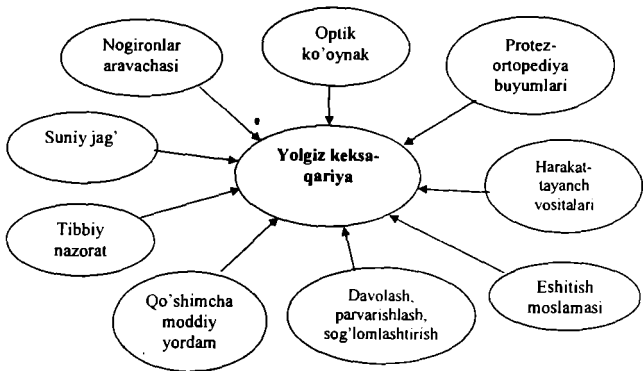 Nogironlar
aravachasi
Optik
ko'oynak
Protez-
ortopediya
buyumlari
Suniy jag'
Yolgiz keksa-
qariya
Harakat-
tayanch
vositalari
Tibbiy
nazorat
Qo'shimcha
moddiy
yordam
Davolash,
parvarishlash,
sog'lomlashtirish
Eshitish
moslamasi